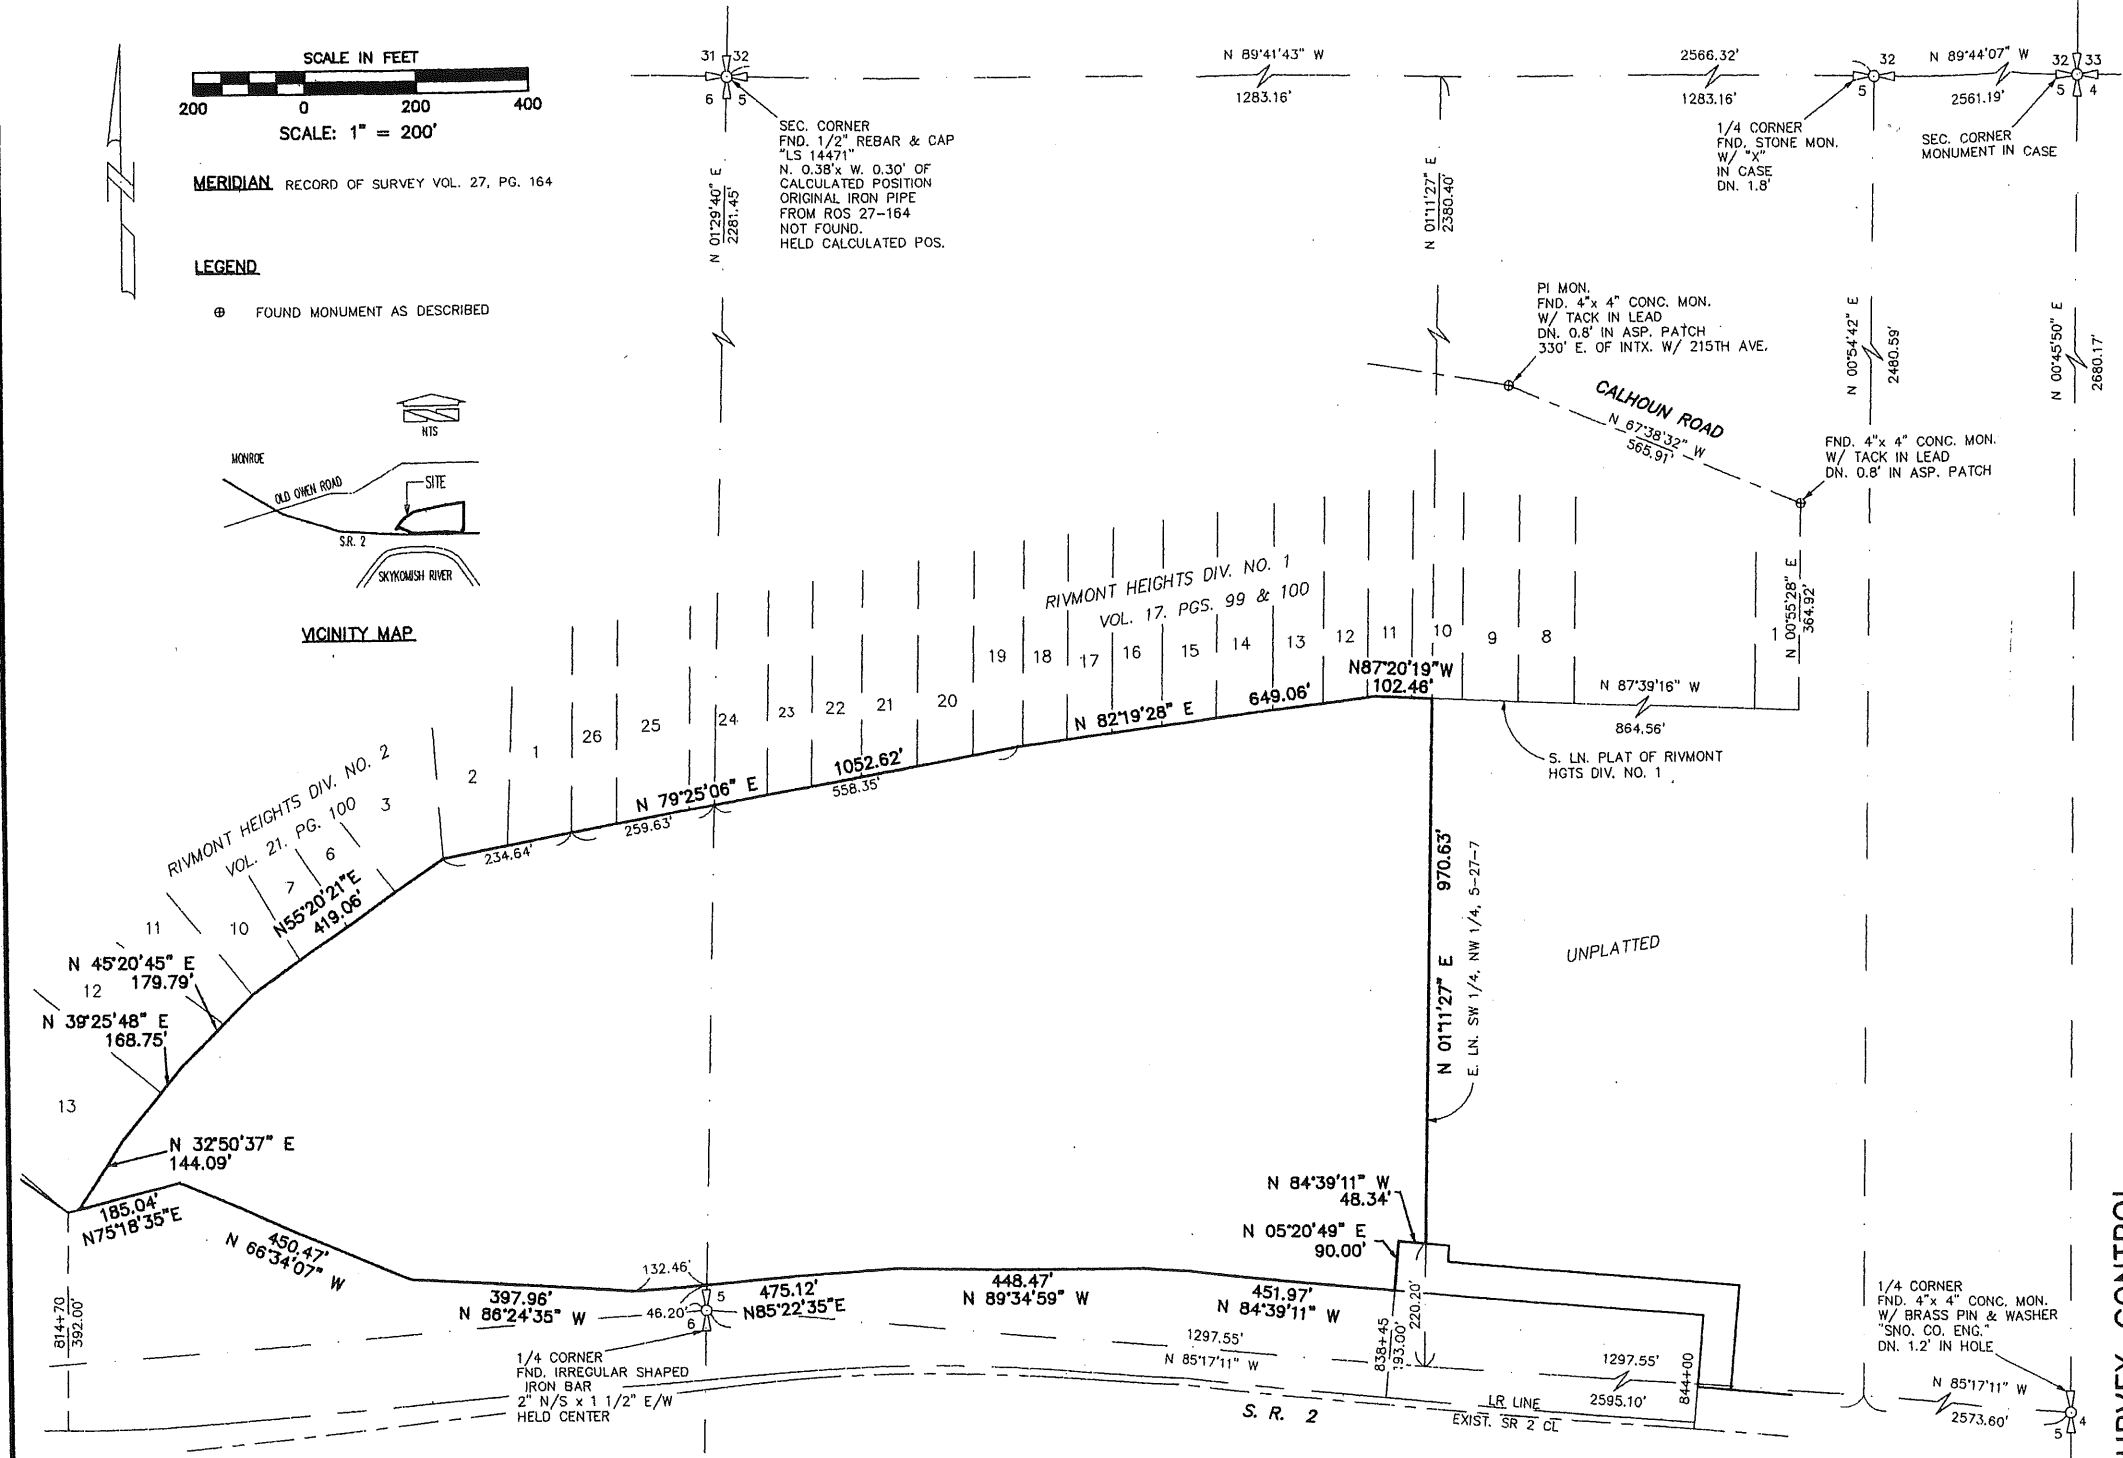 SCALE IN FEET
200 0 200 400
SCALE: 1" = 200'
MERIDIAN RECORD OF SURVEY VOL. 27, PG. 164
LEGEND
⊕ FOUND MONUMENT AS DESCRIBED
NTS
MONROE
OLD OWEN ROAD
SITE
S.R. 2
SKYKOMISH RIVER
VICINITY MAP
31 32
6 5
SEC. CORNER
FND. 1/2" REBAR & CAP
"LS 14471"
N. 0.38'x W. 0.30' OF
CALCULATED POSITION
ORIGINAL IRON PIPE
FROM ROS 27-164
NOT FOUND.
HELD CALCULATED POS.
N 01°29'40" E
2281.45'
N 89°41'43" W
1283.16'
2566.32'
1283.16'
N 01°11'27" E
2380.40'
32
5
1/4 CORNER
FND. STONE MON.
W/ "X"
IN CASE
DN. 1.8'
N 89°44'07" W
2561.19'
32 33
5 4
SEC. CORNER
MONUMENT IN CASE
PI MON.
FND. 4"x 4" CONC. MON.
W/ TACK IN LEAD
DN. 0.8' IN ASP. PATCH
330' E. OF INTX. W/ 215TH AVE.
CALHOUN ROAD
N 67°38'32" W
565.91'
N 00°54'42" E
2480.59'
N 00°45'50" E
2680.17'
FND. 4"x 4" CONC. MON.
W/ TACK IN LEAD
DN. 0.8' IN ASP. PATCH
N 00°55'28" E
364.92'
RIVMONT HEIGHTS DIV. NO. 1
VOL. 17. PGS. 99 & 100
26 25 24 23 22 21 20 19 18 17 16 15 14 13 12 11 10 9 8 1
N87°20'19"W
102.46'
N 87°39'16" W
864.56'
S. LN. PLAT OF RIVMONT
HGTS DIV. NO. 1
N 82°19'28" E 649.06'
1052.62'
N 79°25'06" E
558.35'
259.63'
234.64'
RIVMONT HEIGHTS DIV. NO. 2
VOL. 21. PG. 100
1 2 3 6 7 10 11 12 13
N55°20'21"E
419.06'
N 45°20'45" E
179.79'
N 39°25'48" E
168.75'
N 32°50'37" E
144.09'
185.04'
N75°18'35"E
450.47'
N 66°34'07" W
814+70
392.00'
397.96'
N 86°24'35" W
132.46'
46.20'
5
6
475.12'
N85°22'35"E
448.47'
N 89°34'59" W
451.97'
N 84°39'11" W
N 84°39'11" W
48.34'
N 05°20'49" E
90.00'
N 01°11'27" E 970.63'
E. LN. SW 1/4, NW 1/4, 5-27-7
UNPLATTED
220.20'
838+45
193.00'
1297.55'
N 85°17'11" W
1297.55'
2595.10'
844+00
1/4 CORNER
FND. IRREGULAR SHAPED
IRON BAR
2" N/S x 1 1/2" E/W
HELD CENTER
S. R. 2
LR LINE
EXIST. SR 2 CL
1/4 CORNER
FND. 4"x 4" CONC. MON.
W/ BRASS PIN & WASHER
"SNO. CO. ENG."
DN. 1.2' IN HOLE
N 85°17'11" W
2573.60'
4
5